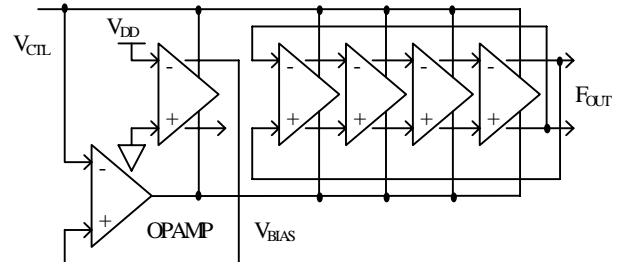 V_CTL
V_DD
-
+
-
+
-
+
-
+
-
+
F_OUT
-
+
OPAMP
V_BIAS